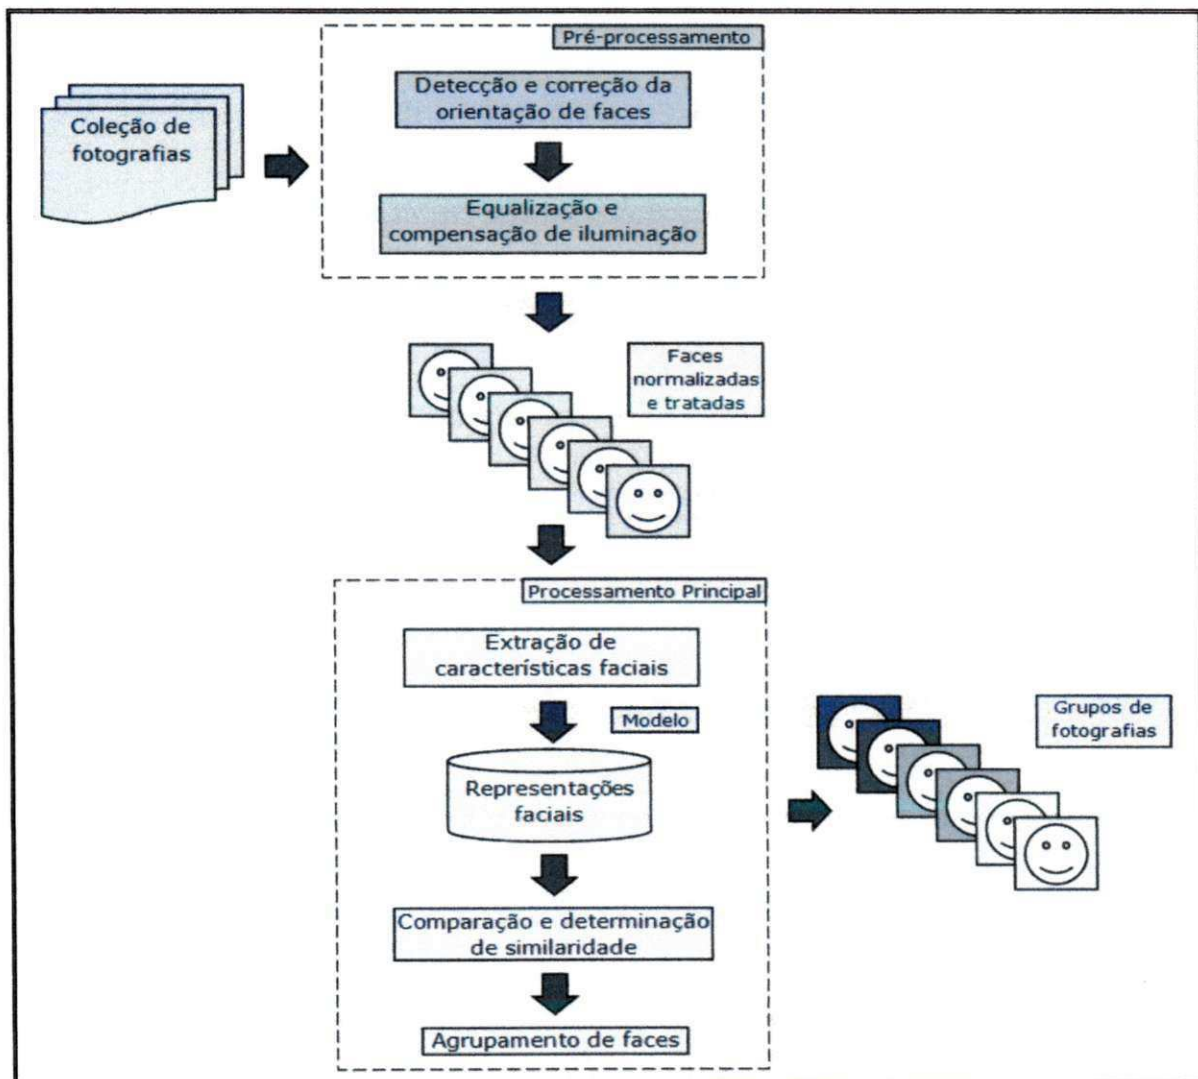 Pré-processamento
Detecção e correção da
orientação de faces
Coleção de
fotografias
Equalização e
compensação de iluminação
Faces
normalizadas
e tratadas
Processamento Principal
Extração de
características faciais
Modelo
Representações
faciais
Grupos de
fotografias
Comparação e determinação
de similaridade
Agrupamento de faces